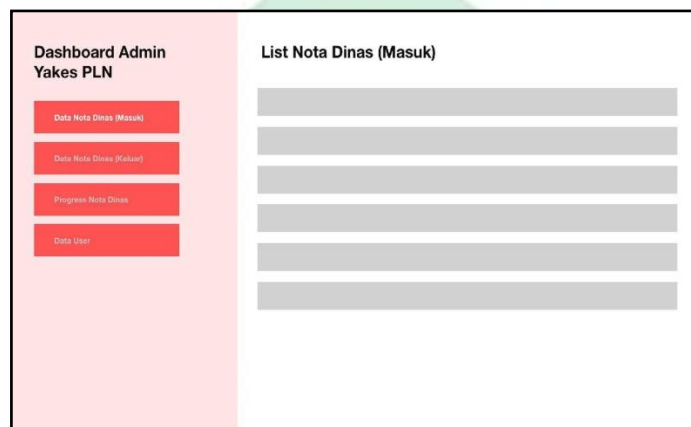 Dashboard Admin
Yakes PLN
Data Nota Dinas (Masuk)
Data Nota Dinas (Keluar)
Progress Nota Dinas
Data User
List Nota Dinas (Masuk)